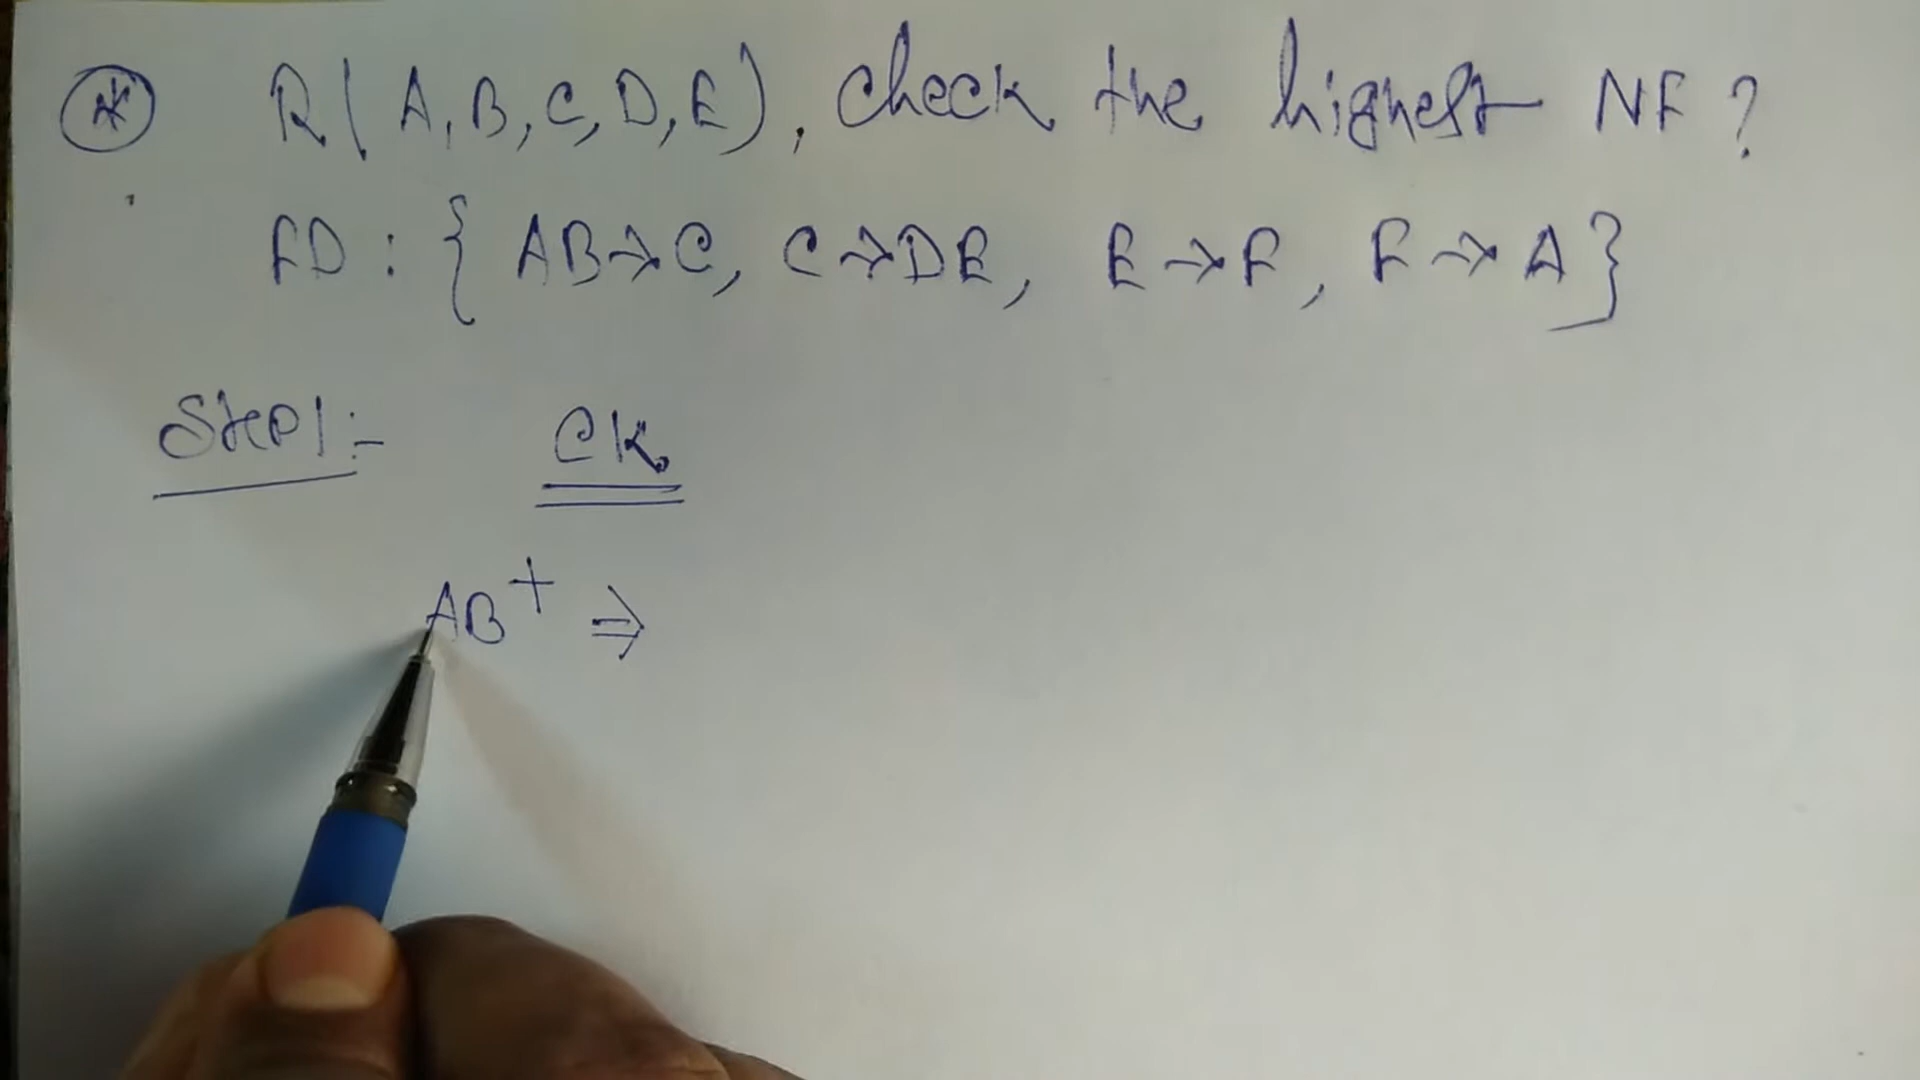 * R(A,B,C,D,E), check the highest NF?
FD : { AB→C, C→DE, E→F, F→A }
Step1:- CK
AB+ ⇒